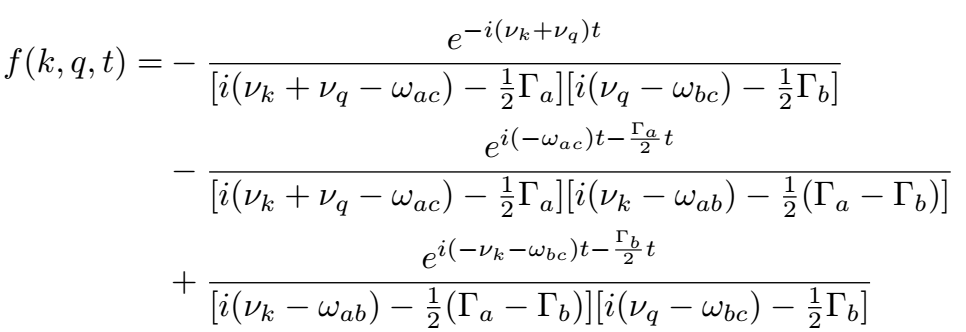 f(k, q, t) = − \frac{e^{-i(\nu_k+\nu_q)t}}{[i(\nu_k + \nu_q − \omega_{ac}) − \frac{1}{2}\Gamma_a][i(\nu_q − \omega_{bc}) − \frac{1}{2}\Gamma_b]}
− \frac{e^{i(-\omega_{ac})t-\frac{\Gamma_a}{2}t}}{[i(\nu_k + \nu_q − \omega_{ac}) − \frac{1}{2}\Gamma_a][i(\nu_k − \omega_{ab}) − \frac{1}{2}(\Gamma_a − \Gamma_b)]}
+ \frac{e^{i(-\nu_k-\omega_{bc})t-\frac{\Gamma_b}{2}t}}{[i(\nu_k − \omega_{ab}) − \frac{1}{2}(\Gamma_a − \Gamma_b)][i(\nu_q − \omega_{bc}) − \frac{1}{2}\Gamma_b]}